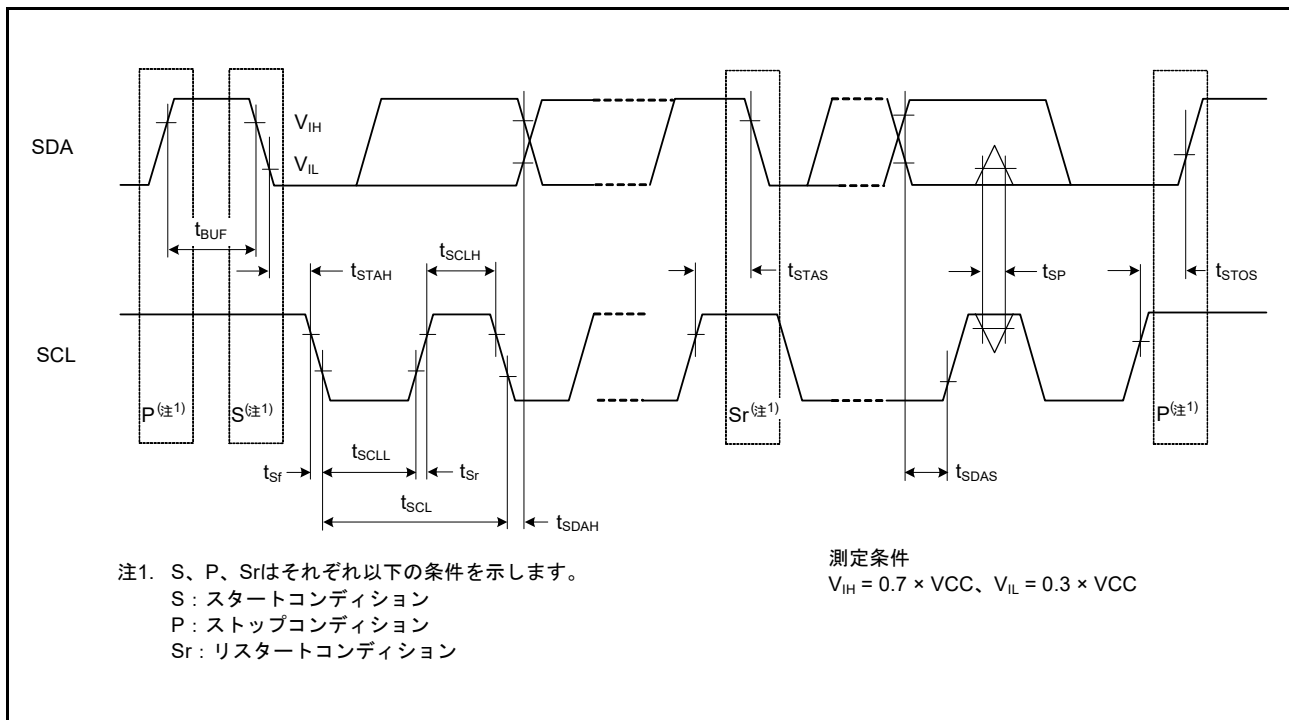 SDA
V_IH
V_IL
t_BUF
t_STAH
t_SCLH
t_STAS
t_SP
t_STOS
SCL
P(注1)
S(注1)
Sr(注1)
P(注1)
t_Sf
t_SCLL
t_Sr
t_SCL
t_SDAH
t_SDAS
注1. S、P、Srはそれぞれ以下の条件を示します。
S:スタートコンディション
P:ストップコンディション
Sr:リスタートコンディション
測定条件
V_IH = 0.7 × VCC、V_IL = 0.3 × VCC